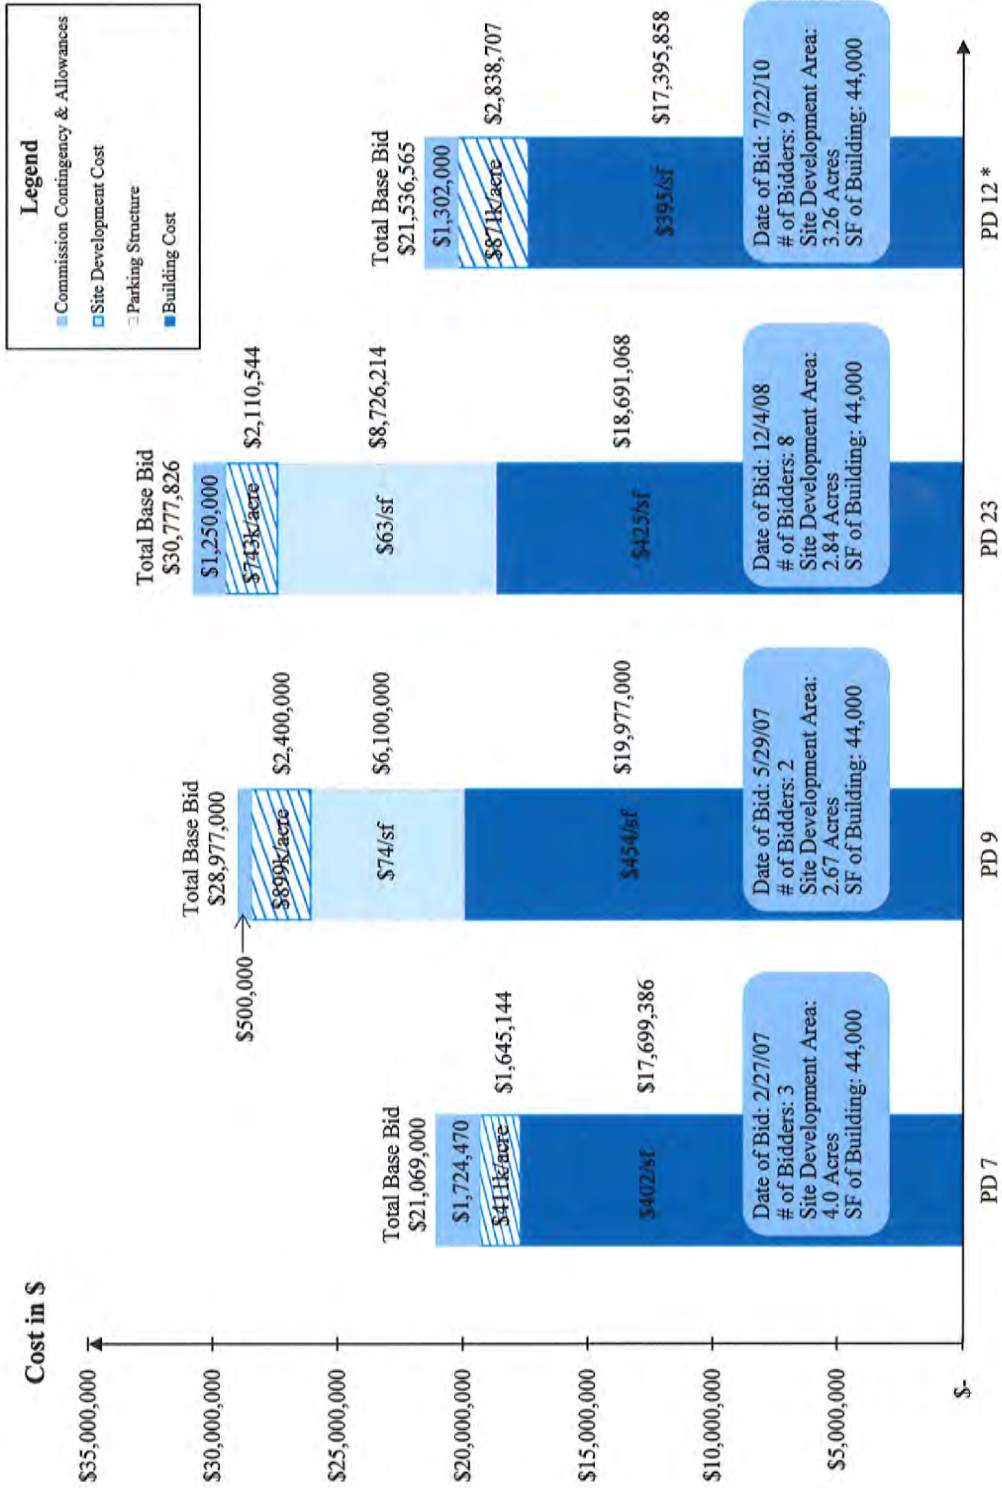 Cost in $
$35,000,000
$30,000,000
$25,000,000
$20,000,000
$15,000,000
$10,000,000
$5,000,000
$-
Legend
Commission Contingency & Allowances
Site Development Cost
Parking Structure
Building Cost
Total Base Bid
$21,069,000
$1,724,470
$411k/acre
$1,645,144
$402/sf
$17,699,386
Date of Bid: 2/27/07
# of Bidders: 3
Site Development Area:
4.0 Acres
SF of Building: 44,000
PD 7
Total Base Bid
$28,977,000
$500,000
$899k/acre
$2,400,000
$74/sf
$6,100,000
$454/sf
$19,977,000
Date of Bid: 5/29/07
# of Bidders: 2
Site Development Area:
2.67 Acres
SF of Building: 44,000
PD 9
Total Base Bid
$30,777,826
$1,250,000
$743k/acre
$2,110,544
$63/sf
$8,726,214
$425/sf
$18,691,068
Date of Bid: 12/4/08
# of Bidders: 8
Site Development Area:
2.84 Acres
SF of Building: 44,000
PD 23
Total Base Bid
$21,536,565
$1,302,000
$871k/acre
$2,838,707
$395/sf
$17,395,858
Date of Bid: 7/22/10
# of Bidders: 9
Site Development Area:
3.26 Acres
SF of Building: 44,000
PD 12 *